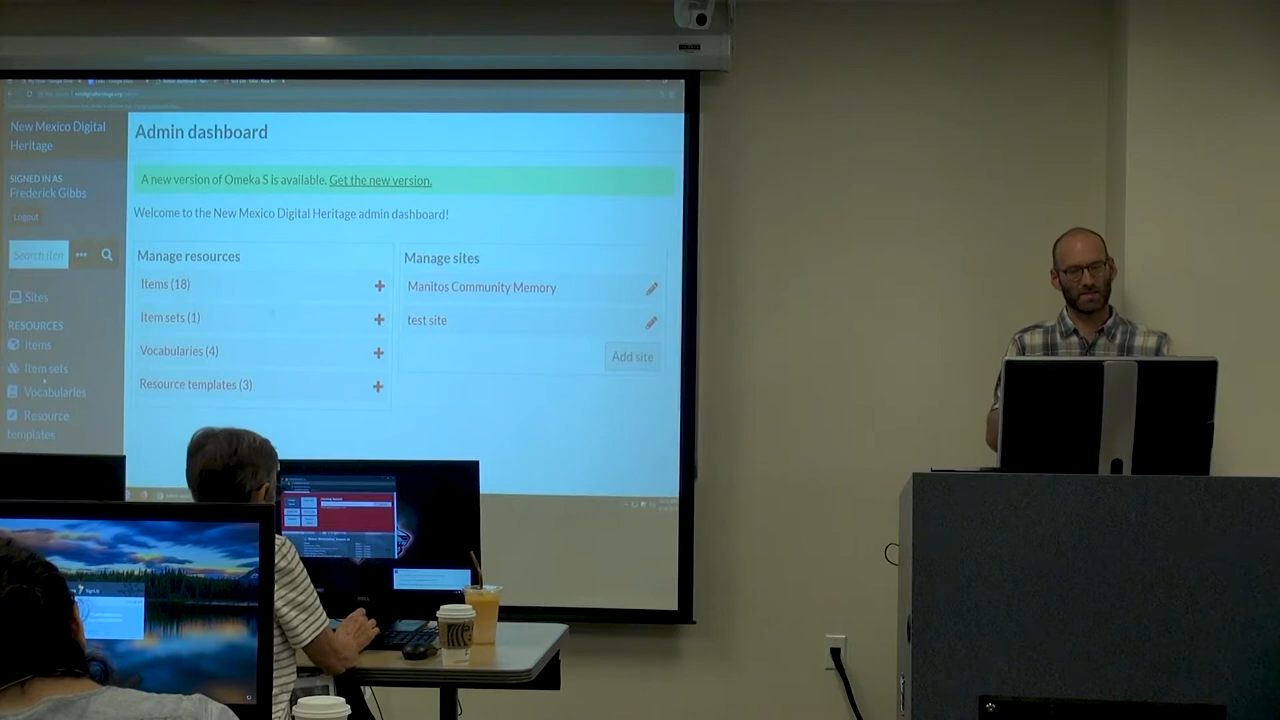 New Mexico Digital
Heritage
SIGNED IN AS
Frederick Gibbs
Logout
Sites
RESOURCES
Items
Item sets
Vocabularies
Resource
templates
Admin dashboard
A new version of Omeka S is available. Get the new version.
Welcome to the New Mexico Digital Heritage admin dashboard!
Manage resources
Items (18)
Item sets (1)
Vocabularies (4)
Resource templates (3)
Manage sites
Manitos Community Memory
test site
Add site
DELL